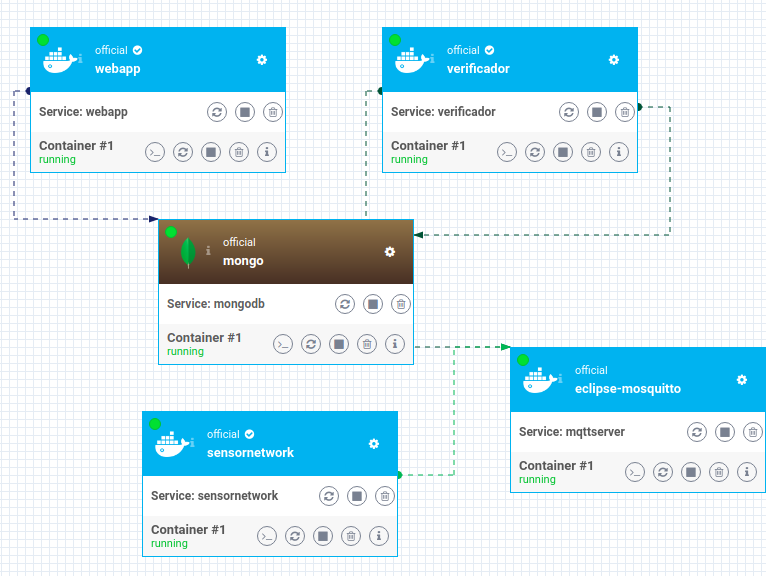 official
webapp
Service: webapp
Container #1
running
official
verificador
Service: verificador
Container #1
running
official
mongo
Service: mongodb
Container #1
running
official
eclipse-mosquitto
Service: mqttserver
Container #1
running
official
sensornetwork
Service: sensornetwork
Container #1
running